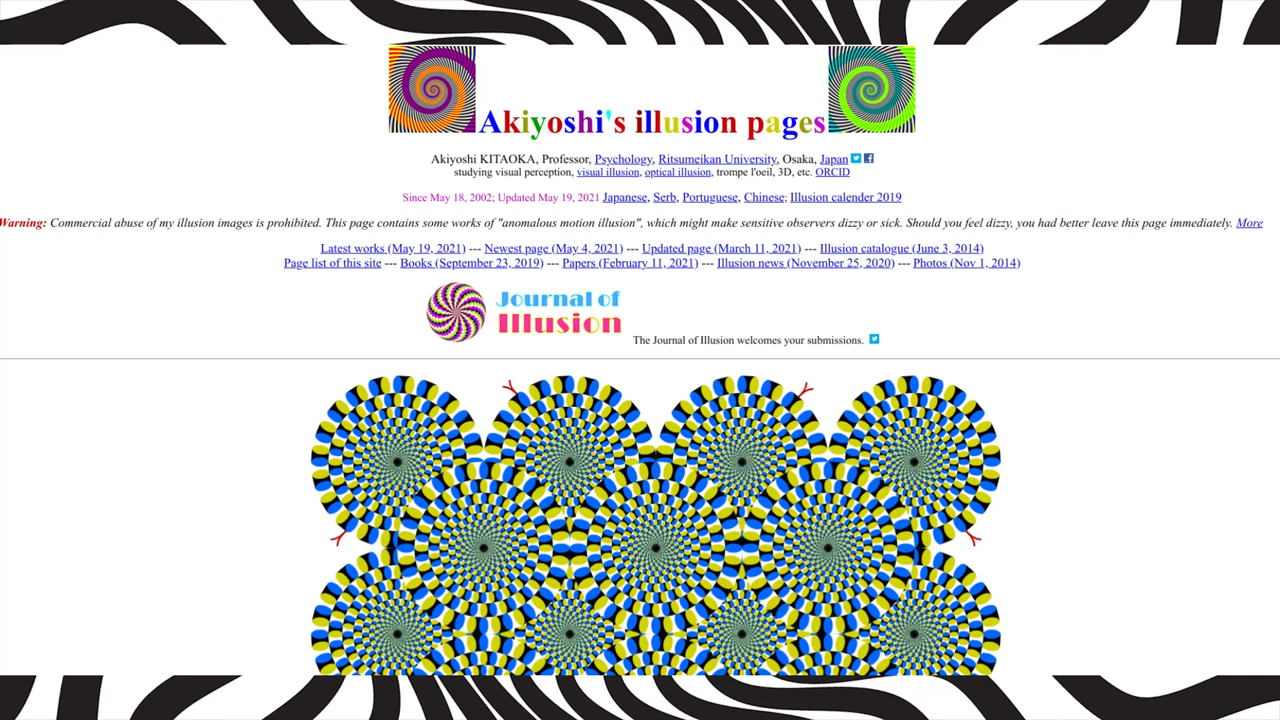 Akiyoshi's illusion pages
Akiyoshi KITAOKA, Professor, Psychology, Ritsumeikan University, Osaka, Japan
studying visual perception, visual illusion, optical illusion, trompe l'oeil, 3D, etc. ORCID
Since May 18, 2002; Updated May 19, 2021 Japanese, Serb, Portuguese, Chinese; Illusion calender 2019
Warning: Commercial abuse of my illusion images is prohibited. This page contains some works of "anomalous motion illusion", which might make sensitive observers dizzy or sick. Should you feel dizzy, you had better leave this page immediately. More
Latest works (May 19, 2021) --- Newest page (May 4, 2021) --- Updated page (March 11, 2021) --- Illusion catalogue (June 3, 2014)
Page list of this site --- Books (September 23, 2019) --- Papers (February 11, 2021) --- Illusion news (November 25, 2020) --- Photos (Nov 1, 2014)
Journal of
Illusion
The Journal of Illusion welcomes your submissions.